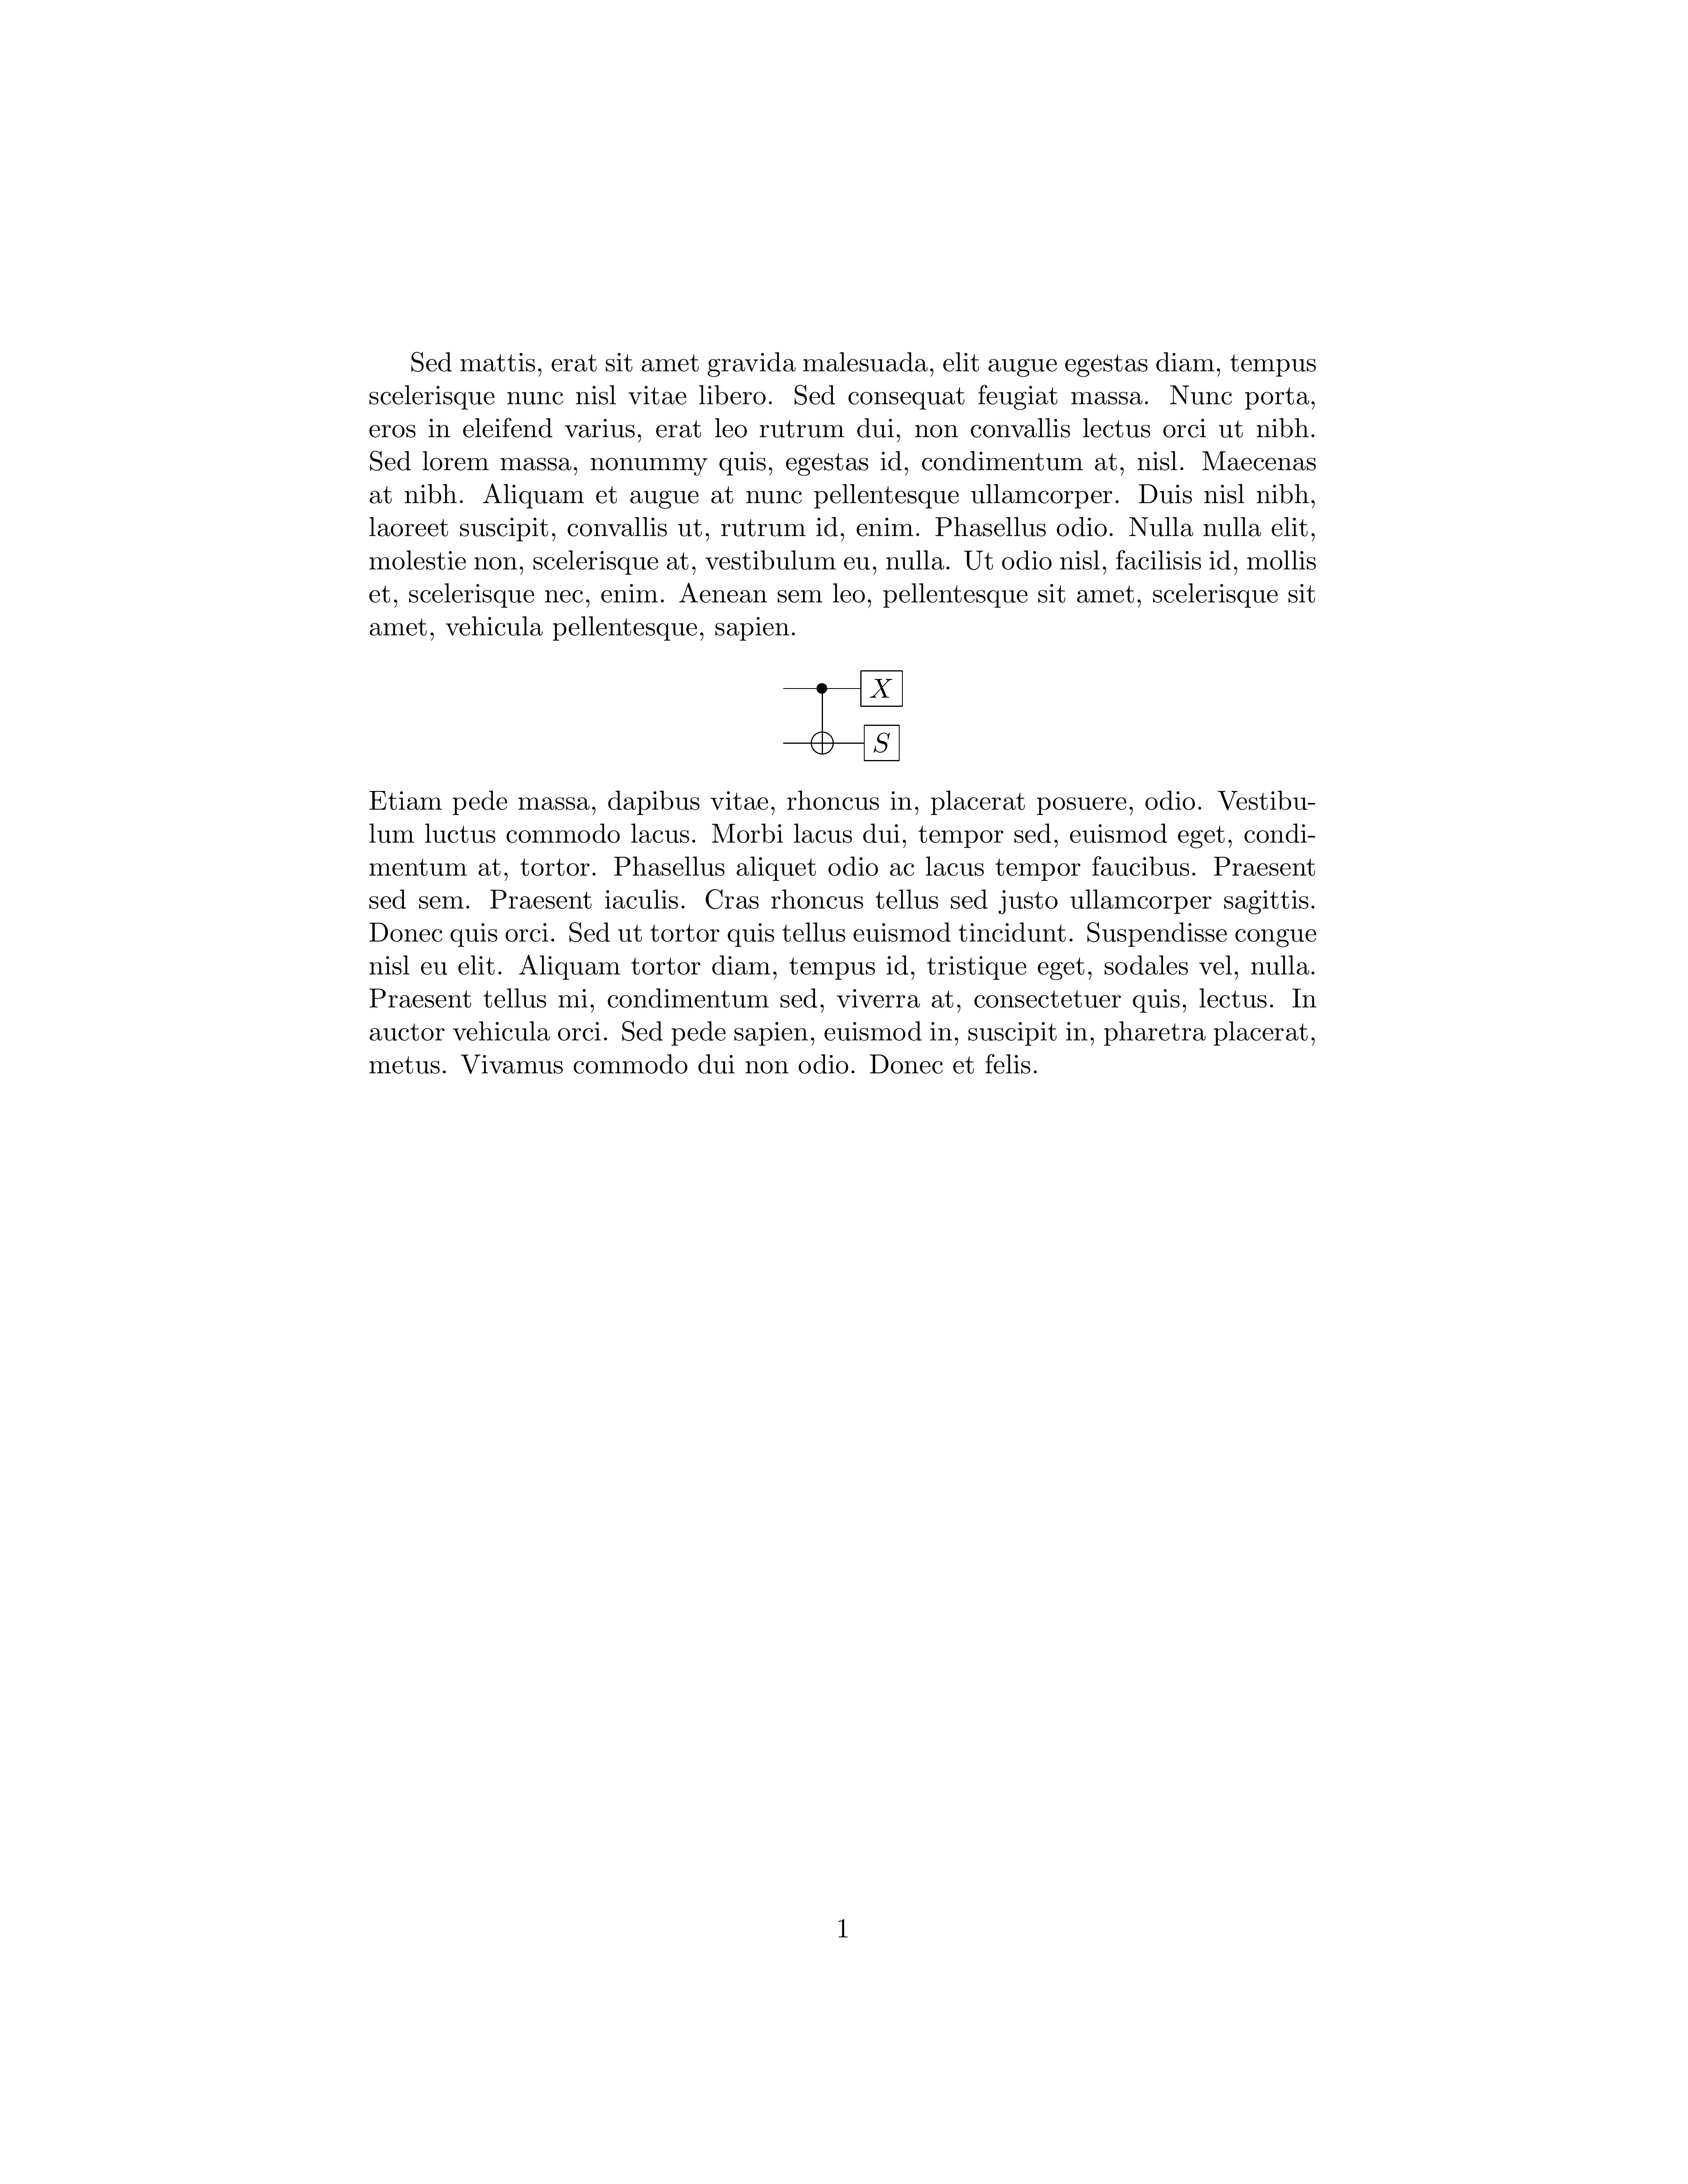 Sed mattis, erat sit amet gravida malesuada, elit augue egestas diam, tempus
scelerisque nunc nisl vitae libero. Sed consequat feugiat massa. Nunc porta,
eros in eleifend varius, erat leo rutrum dui, non convallis lectus orci ut nibh.
Sed lorem massa, nonummy quis, egestas id, condimentum at, nisl. Maecenas
at nibh. Aliquam et augue at nunc pellentesque ullamcorper. Duis nisl nibh,
laoreet suscipit, convallis ut, rutrum id, enim. Phasellus odio. Nulla nulla elit,
molestie non, scelerisque at, vestibulum eu, nulla. Ut odio nisl, facilisis id, mollis
et, scelerisque nec, enim. Aenean sem leo, pellentesque sit amet, scelerisque sit
amet, vehicula pellentesque, sapien.
X
S
Etiam pede massa, dapibus vitae, rhoncus in, placerat posuere, odio. Vestibu-
lum luctus commodo lacus. Morbi lacus dui, tempor sed, euismod eget, condi-
mentum at, tortor. Phasellus aliquet odio ac lacus tempor faucibus. Praesent
sed sem. Praesent iaculis. Cras rhoncus tellus sed justo ullamcorper sagittis.
Donec quis orci. Sed ut tortor quis tellus euismod tincidunt. Suspendisse congue
nisl eu elit. Aliquam tortor diam, tempus id, tristique eget, sodales vel, nulla.
Praesent tellus mi, condimentum sed, viverra at, consectetuer quis, lectus. In
auctor vehicula orci. Sed pede sapien, euismod in, suscipit in, pharetra placerat,
metus. Vivamus commodo dui non odio. Donec et felis.
1